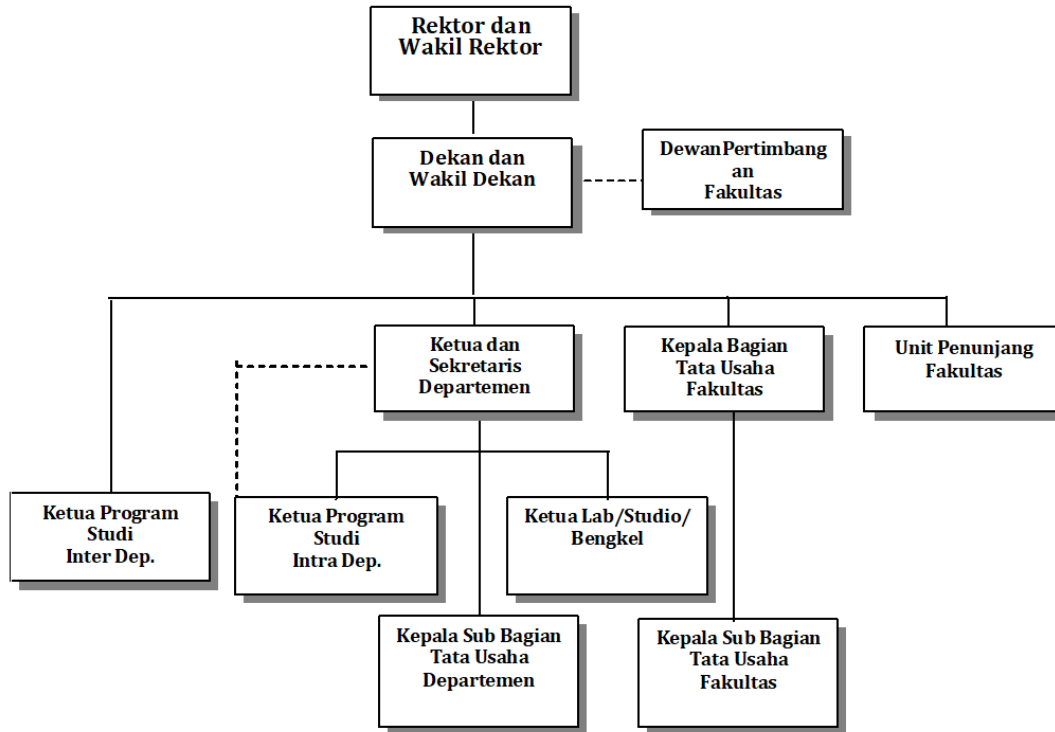 Rektor dan
Wakil Rektor
Dekan dan
Wakil Dekan
DewanPertimbang
an
Fakultas
Ketua dan
Sekretaris
Departemen
Kepala Bagian
Tata Usaha
Fakultas
Unit Penunjang
Fakultas
Ketua Program
Studi
Inter Dep.
Ketua Program
Studi
Intra Dep.
Ketua Lab/Studio/
Bengkel
Kepala Sub Bagian
Tata Usaha
Departemen
Kepala Sub Bagian
Tata Usaha
Fakultas